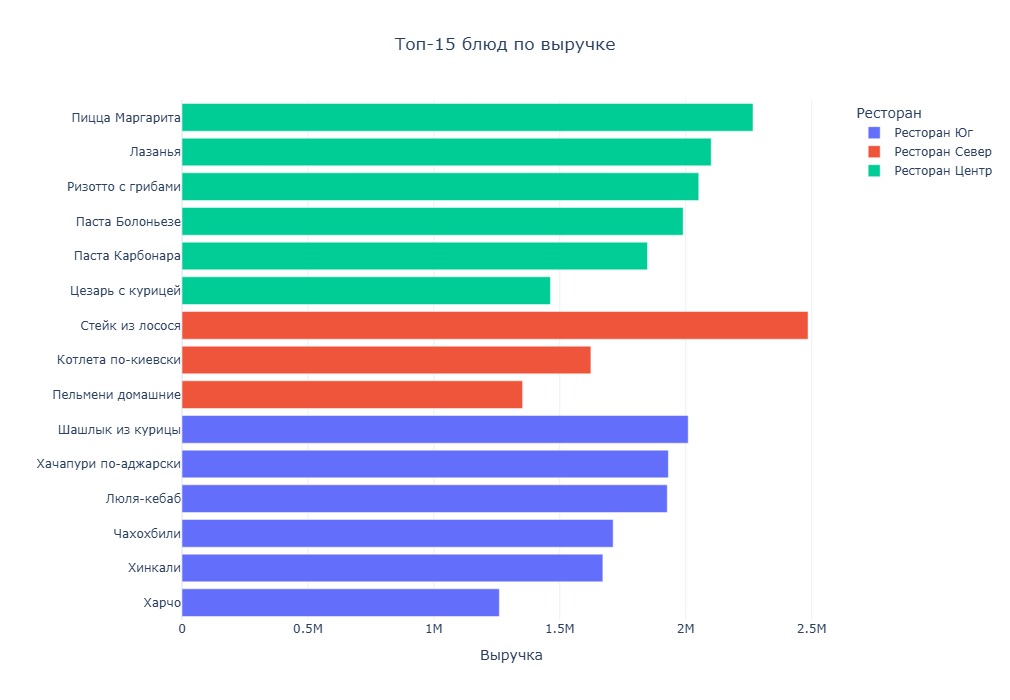 Топ-15 блюд по выручке
Пицца Маргарита
Лазанья
Ризотто с грибами
Паста Болоньезе
Паста Карбонара
Цезарь с курицей
Стейк из лосося
Котлета по-киевски
Пельмени домашние
Шашлык из курицы
Хачапури по-аджарски
Люля-кебаб
Чахохбили
Хинкали
Харчо
0 0.5M 1M 1.5M 2M 2.5M
Выручка
Ресторан
Ресторан Юг
Ресторан Север
Ресторан Центр